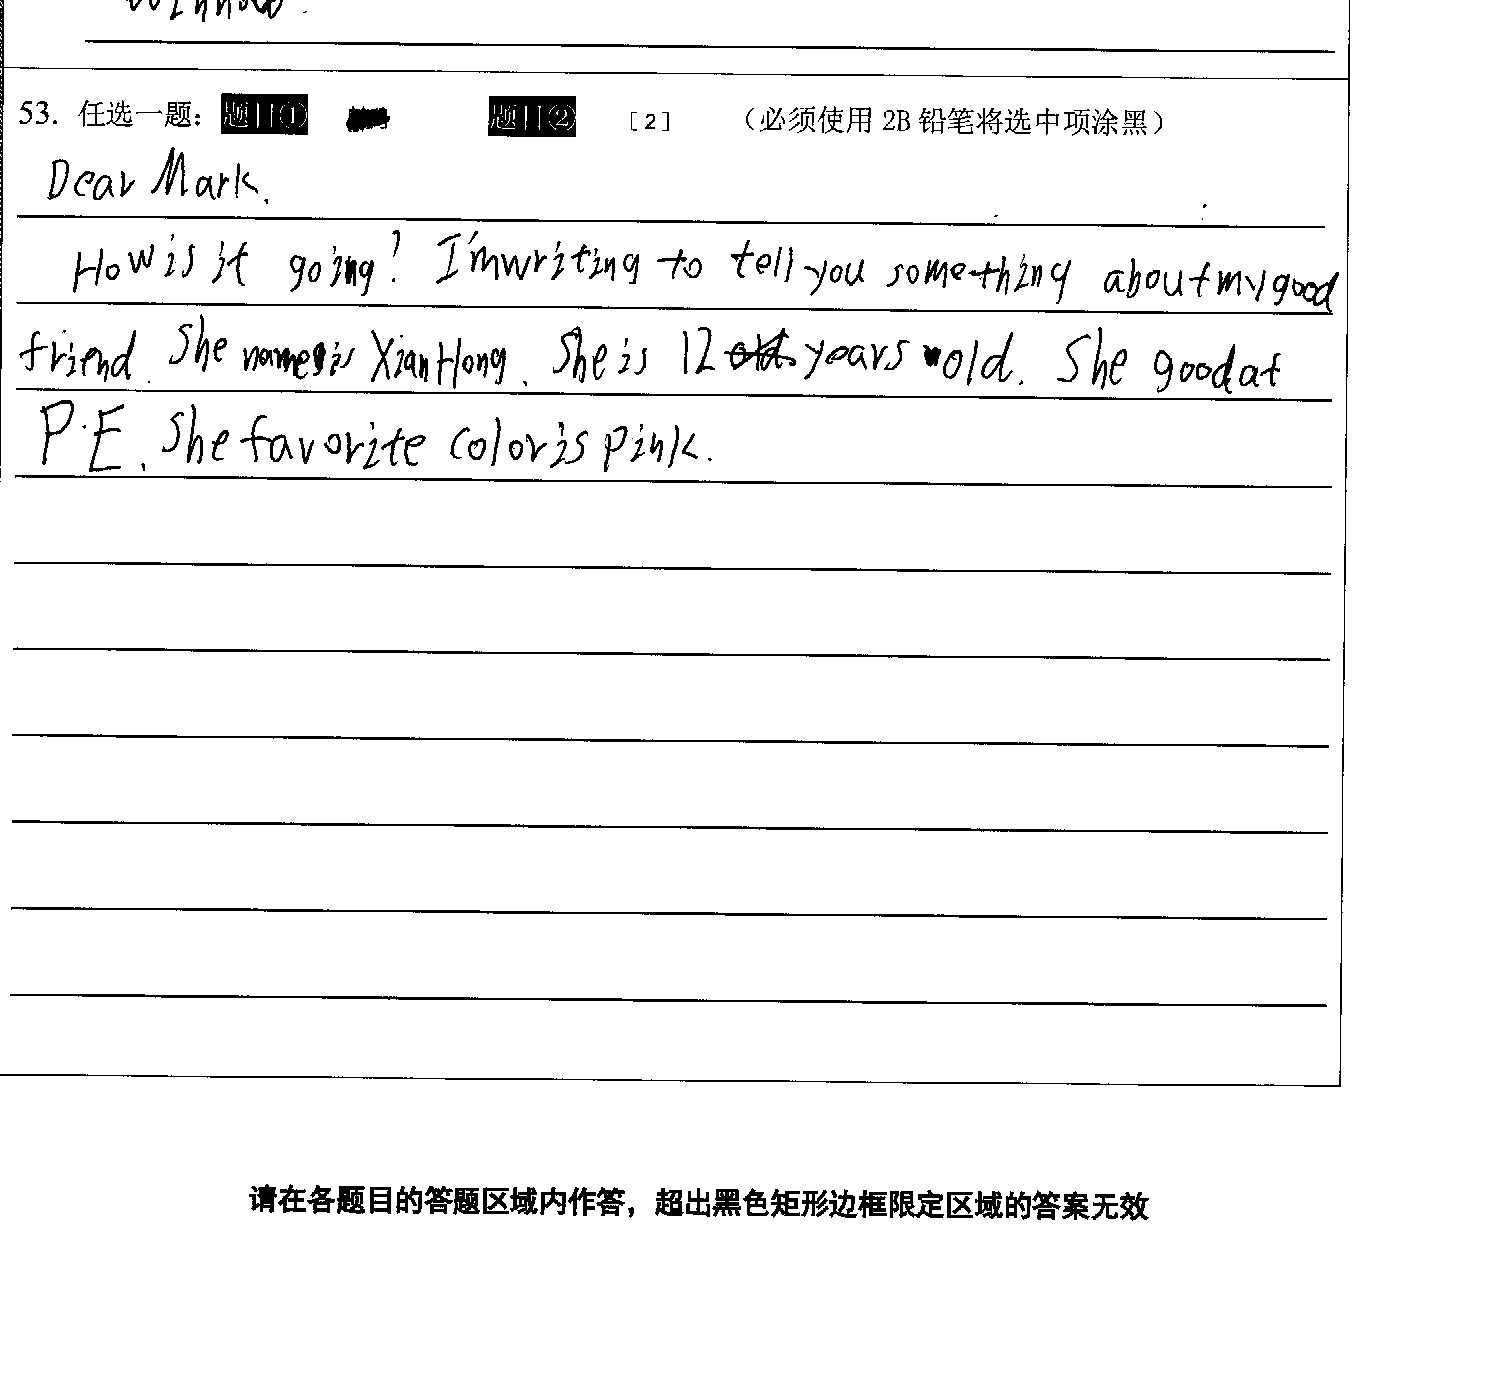 53. 任选一题： 题目① 题目② [2] （必须使用 2B 铅笔将选中项涂黑）
Dear Mark.
How is it going? I'm writing to tell you something about my good
friend. She names is XianHong. She is 12 years old. She good at
P.E. She favorite color is pink.
请在各题目的答题区域内作答，超出黑色矩形边框限定区域的答案无效